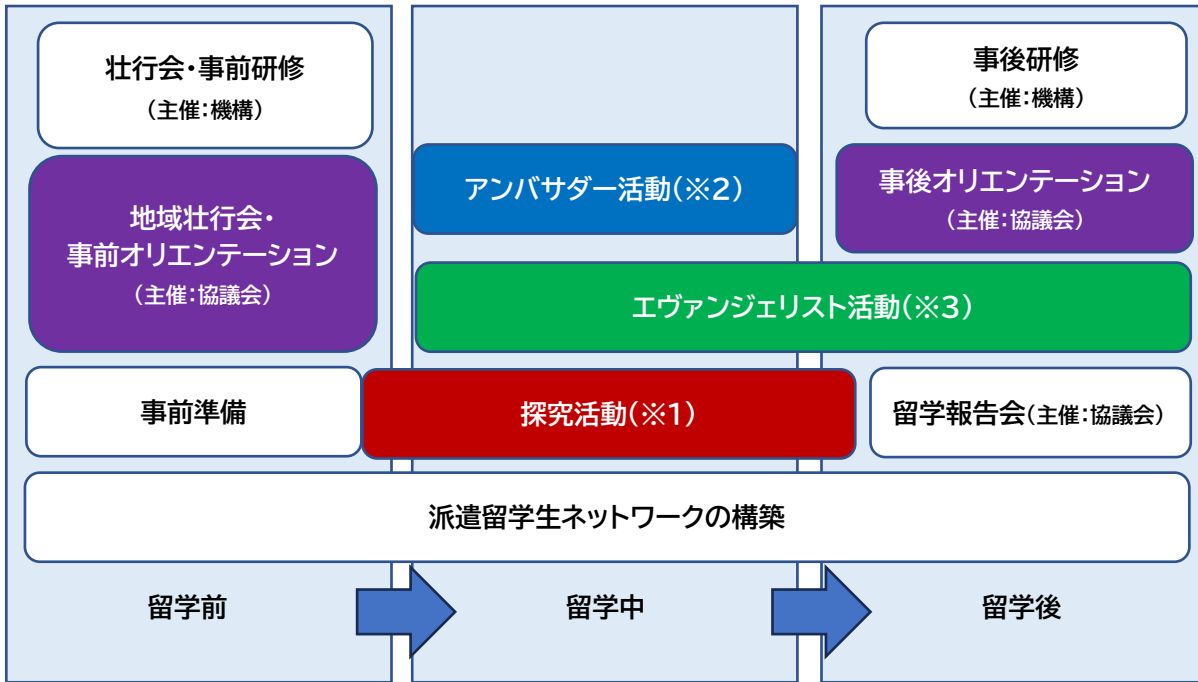 壮行会・事前研修
（主催：機構）
地域壮行会・
事前オリエンテーション
（主催：協議会）
事前準備
アンバサダー活動（※２）
エヴァンジェリスト活動（※３）
探究活動（※１）
事後研修
（主催：機構）
事後オリエンテーション
（主催：協議会）
留学報告会（主催：協議会）
派遣留学生ネットワークの構築
留学前
留学中
留学後